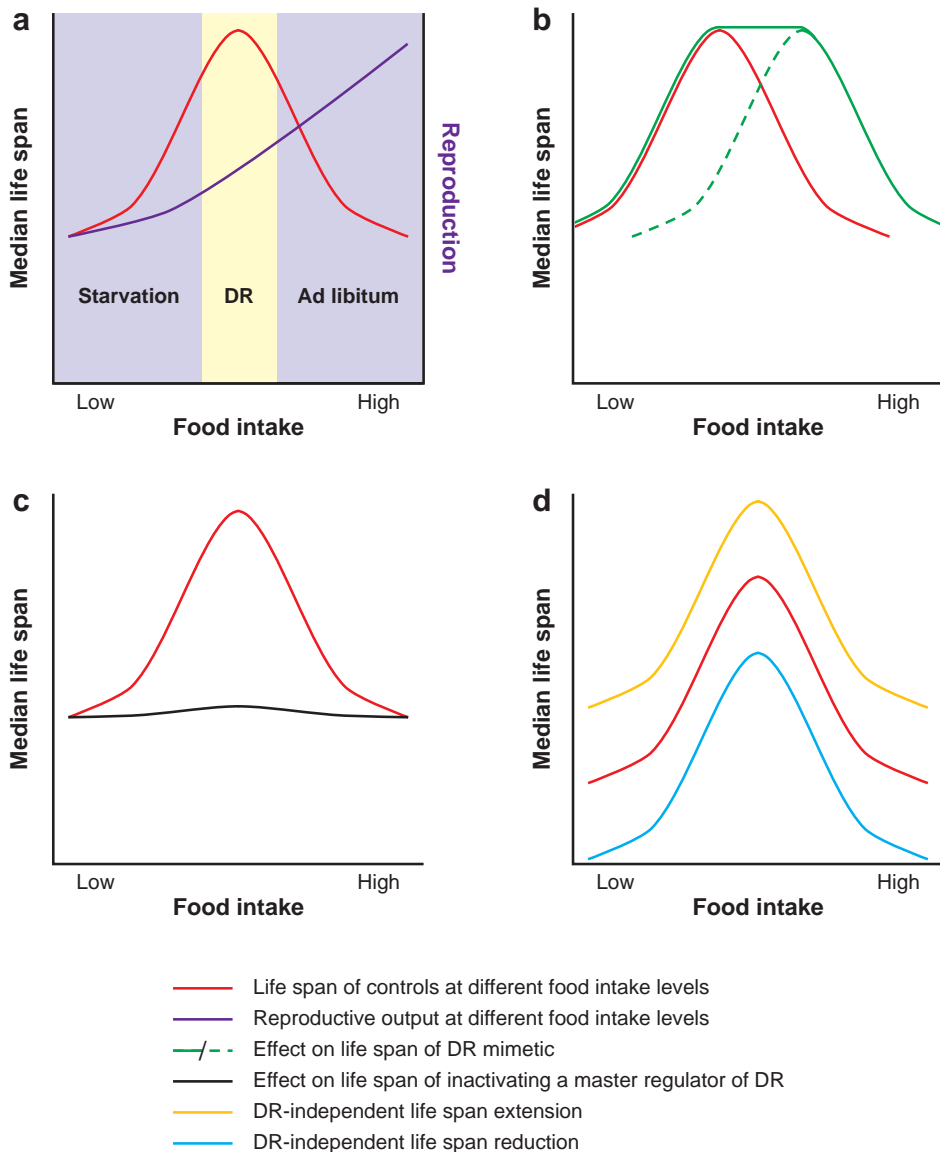 a
Median life span
Reproduction
Starvation
DR
Ad libitum
Low
High
Food intake
b
Median life span
Low
High
Food intake
c
Median life span
Low
High
Food intake
d
Median life span
Low
High
Food intake
Life span of controls at different food intake levels
Reproductive output at different food intake levels
Effect on life span of DR mimetic
Effect on life span of inactivating a master regulator of DR
DR-independent life span extension
DR-independent life span reduction